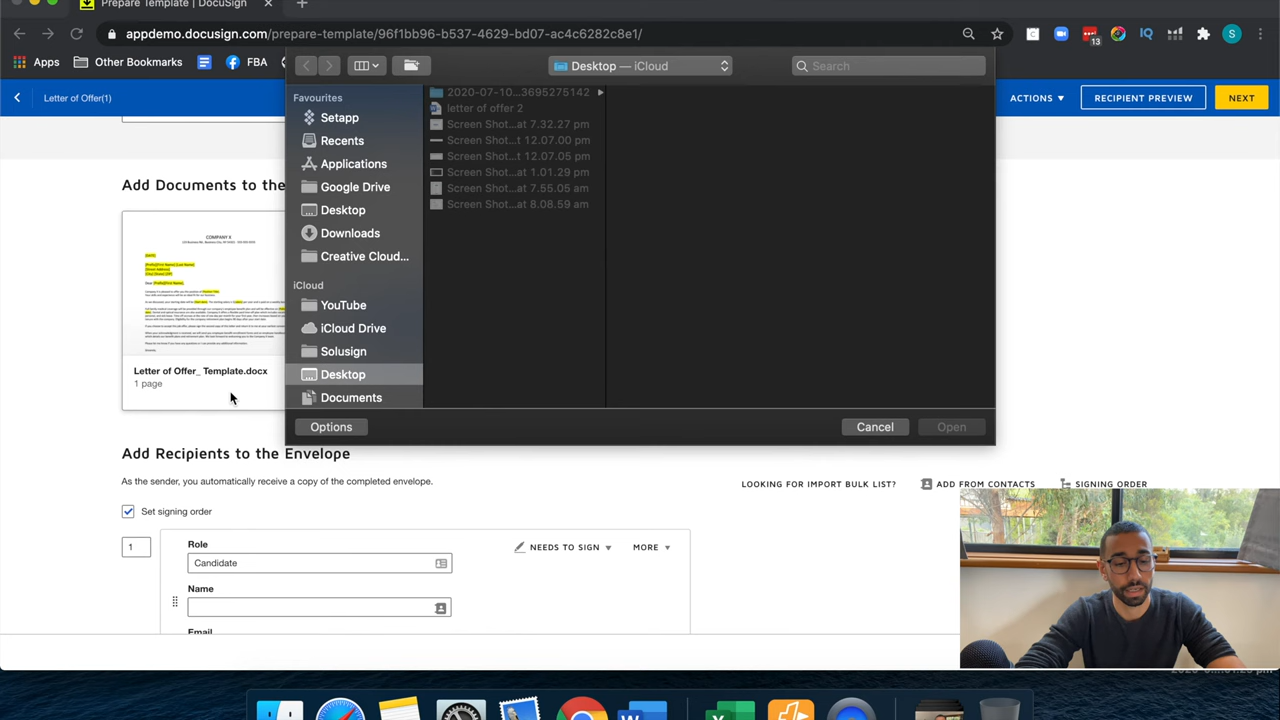 Prepare Template | DocuSign
appdemo.docusign.com/prepare-template/96f1bb96-b537-4629-bd07-ac4c6282c8e1/
13
IQ
S
Apps
Other Bookmarks
FBA
Letter of Offer(1)
ACTIONS
RECIPIENT PREVIEW
NEXT
Desktop — iCloud
Search
Favourites
Setapp
Recents
Applications
Google Drive
Desktop
Downloads
Creative Cloud...
iCloud
YouTube
iCloud Drive
Solusign
Desktop
Documents
2020-07-10...3695275142
letter of offer 2
Screen Shot...at 7.32.27 pm
Screen Shot...t 12.07.00 pm
Screen Shot...t 12.07.05 pm
Screen Shot...at 1.01.29 pm
Screen Shot...at 7.55.05 am
Screen Shot...at 8.08.59 am
Options
Cancel
Open
Add Documents to the
COMPANY X
[DATE]
Letter of Offer_ Template.docx
1 page
Add Recipients to the Envelope
As the sender, you automatically receive a copy of the completed envelope.
LOOKING FOR IMPORT BULK LIST?
ADD FROM CONTACTS
SIGNING ORDER
Set signing order
1
Role
Candidate
NEEDS TO SIGN
MORE
Name
Email